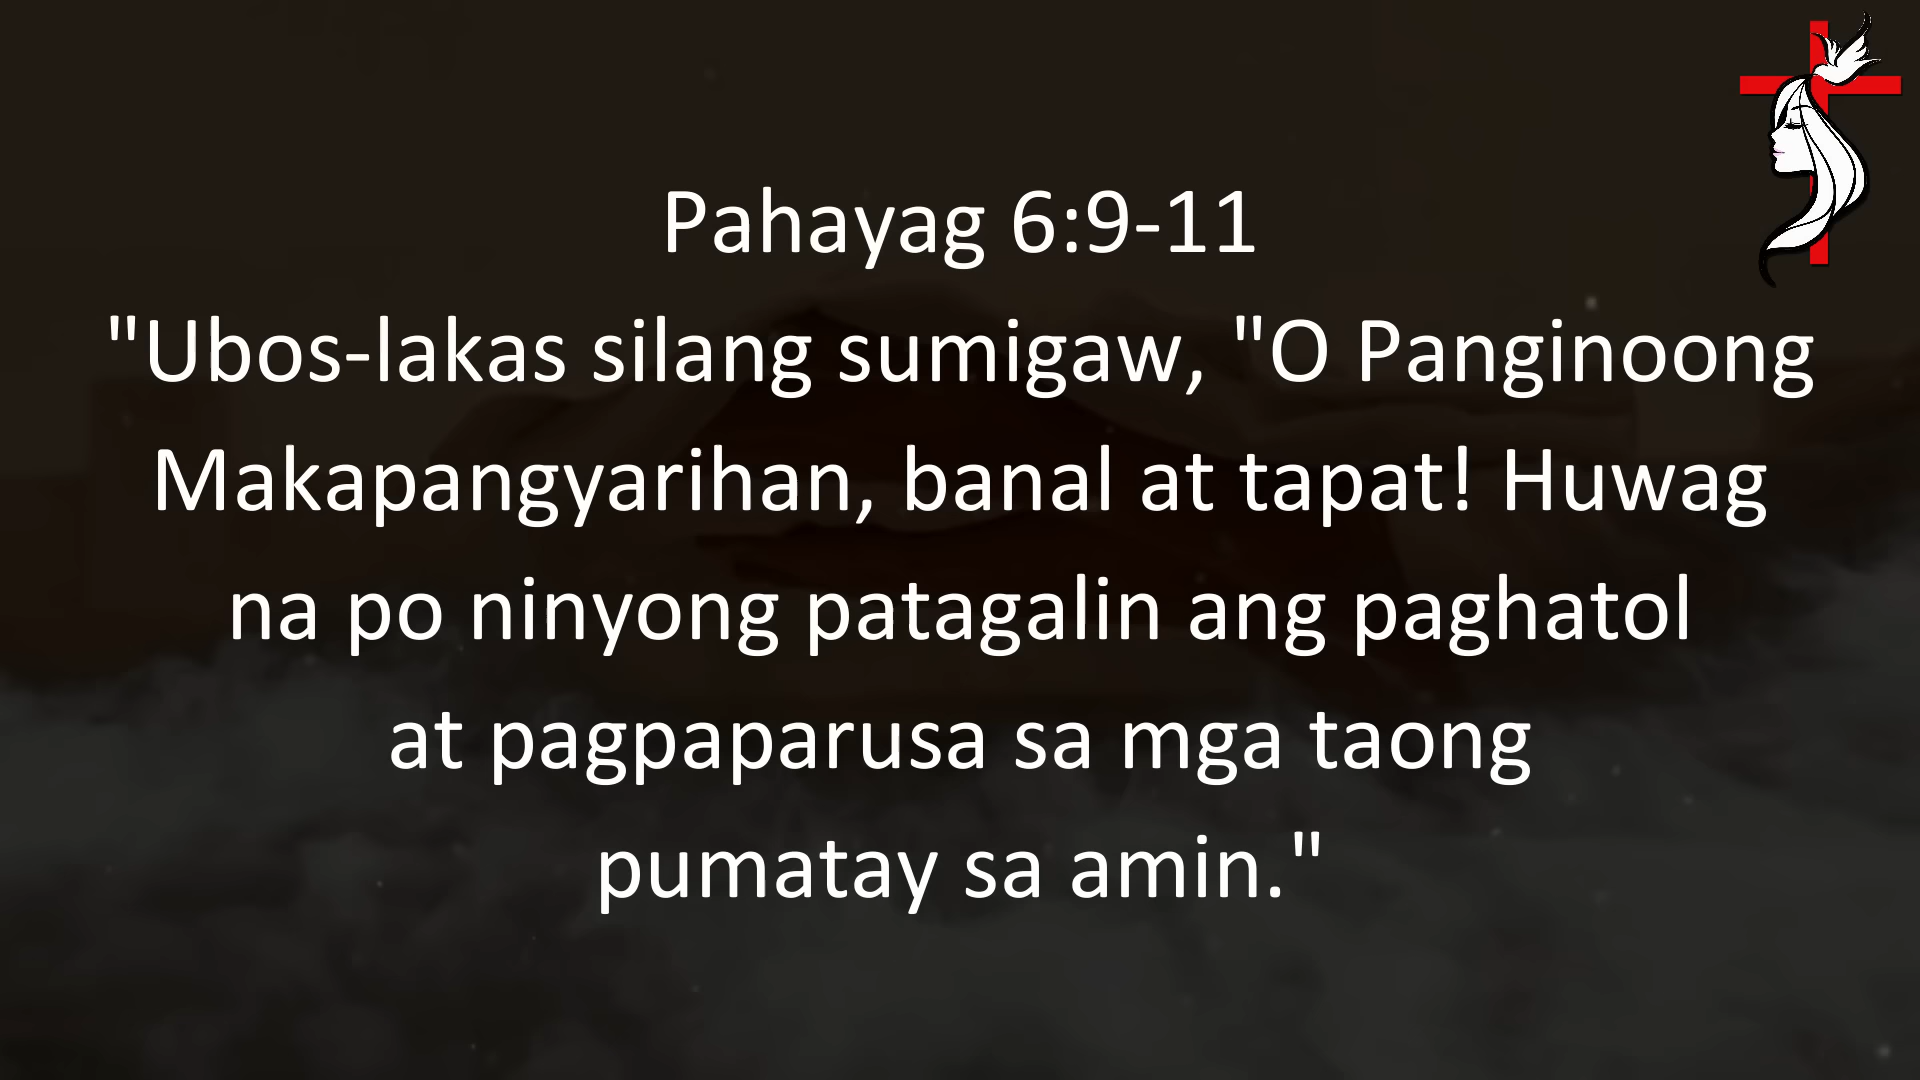 Pahayag 6:9-11
"Ubos-lakas silang sumigaw, "O Panginoong
Makapangyarihan, banal at tapat! Huwag
na po ninyong patagalin ang paghatol
at pagpaparusa sa mga taong
pumatay sa amin."